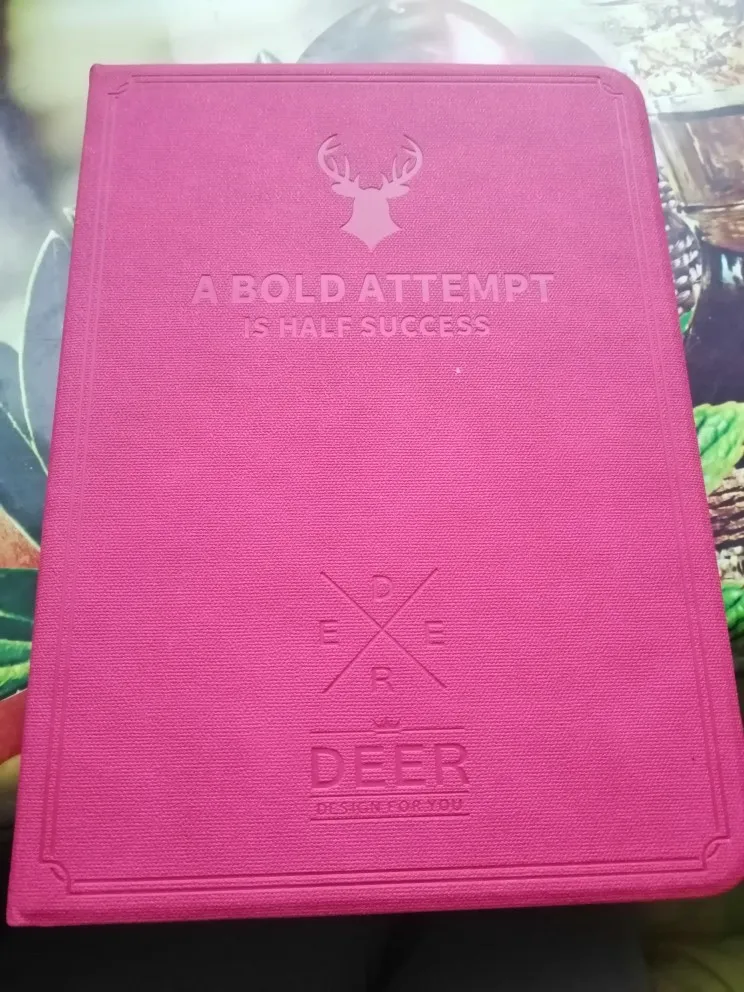 A BOLD ATTEMPT
IS HALF SUCCESS
D
E E
R
DEER
DESIGN FOR YOU